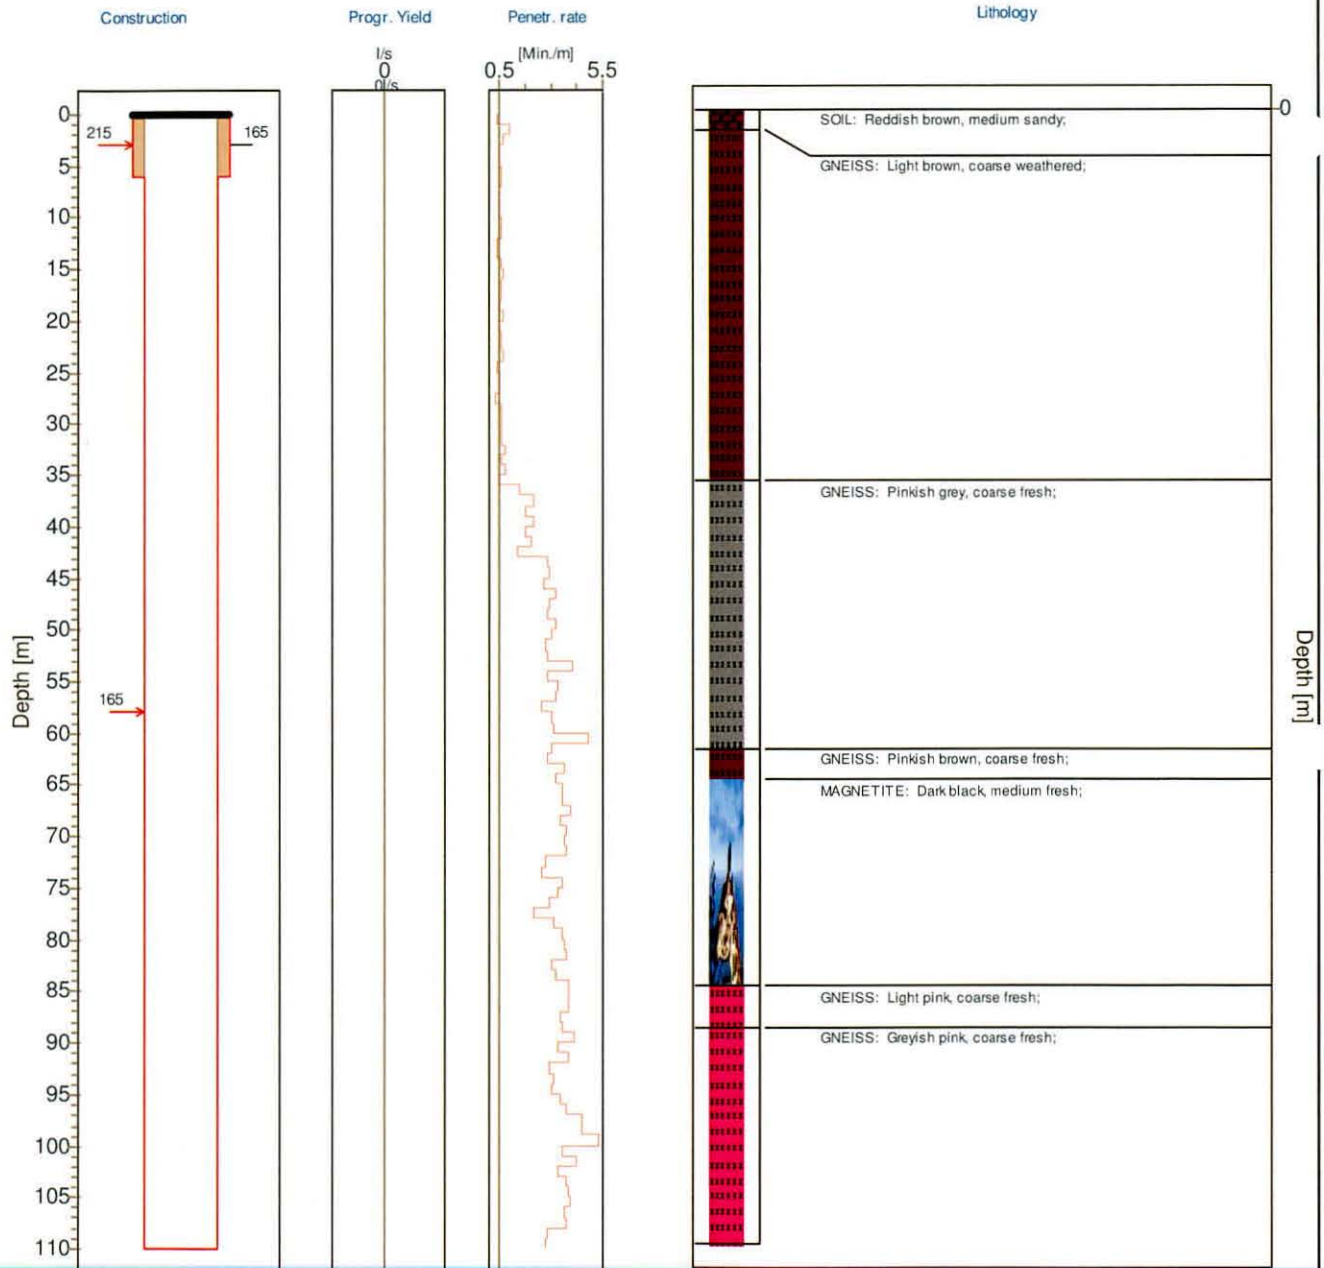 Construction
Progr. Yield
Penetr. rate
Lithology
l/s
0
0l/s
[Min./m]
0.5 5.5
0
215
165
5
10
15
20
25
30
35
40
45
50
55
165
60
65
70
75
80
85
90
95
100
105
110
Depth [m]
SOIL: Reddish brown, medium sandy;
GNEISS: Light brown, coarse weathered;
GNEISS: Pinkish grey, coarse fresh;
GNEISS: Pinkish brown, coarse fresh;
MAGNETITE: Dark black, medium fresh;
GNEISS: Light pink, coarse fresh;
GNEISS: Greyish pink, coarse fresh;
0
Depth [m]